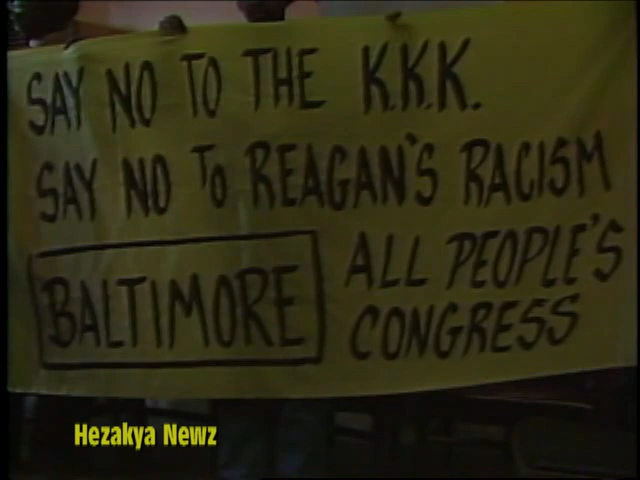 SAY NO TO THE K.K.K.
SAY NO TO REAGAN'S RACISM
BALTIMORE
ALL PEOPLE'S
CONGRESS
Hezakya Newz